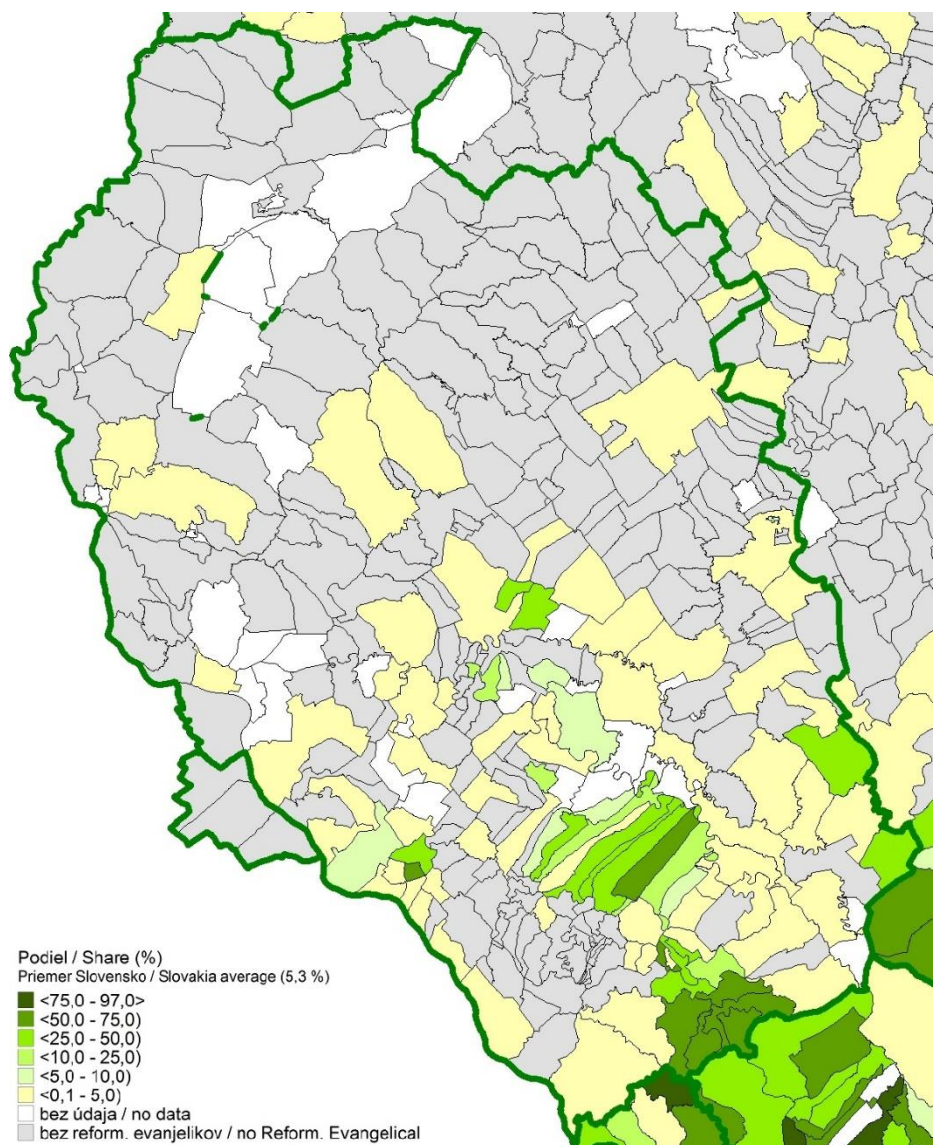 Podiel / Share (%)
Priemer Slovensko / Slovakia average (5,3 %)
<75,0 - 97,0>
<50,0 - 75,0)
<25,0 - 50,0)
<10,0 - 25,0)
<5,0 - 10,0)
<0,1 - 5,0)
bez údaja / no data
bez reform. evanjelikov / no Reform. Evangelical